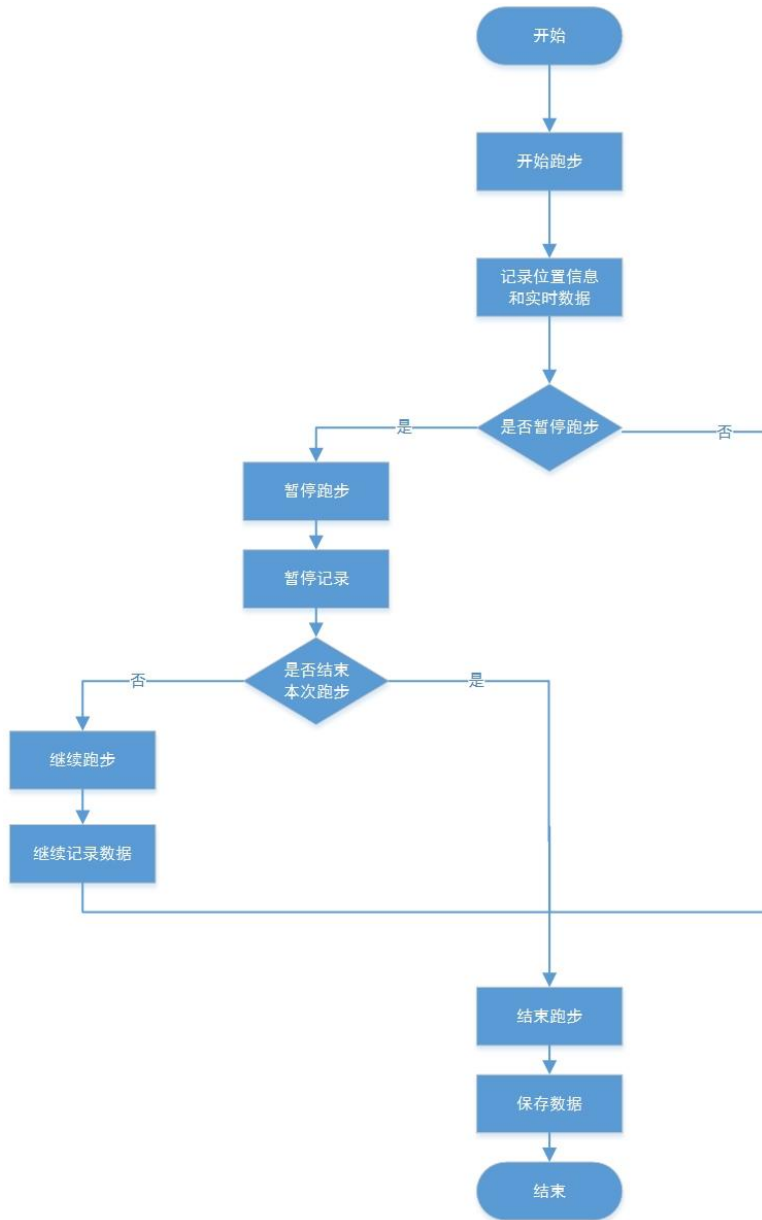 开始
开始跑步
记录位置信息
和实时数据
是否暂停跑步
是
否
暂停跑步
暂停记录
是否结束
本次跑步
否
是
继续跑步
继续记录数据
结束跑步
保存数据
结束